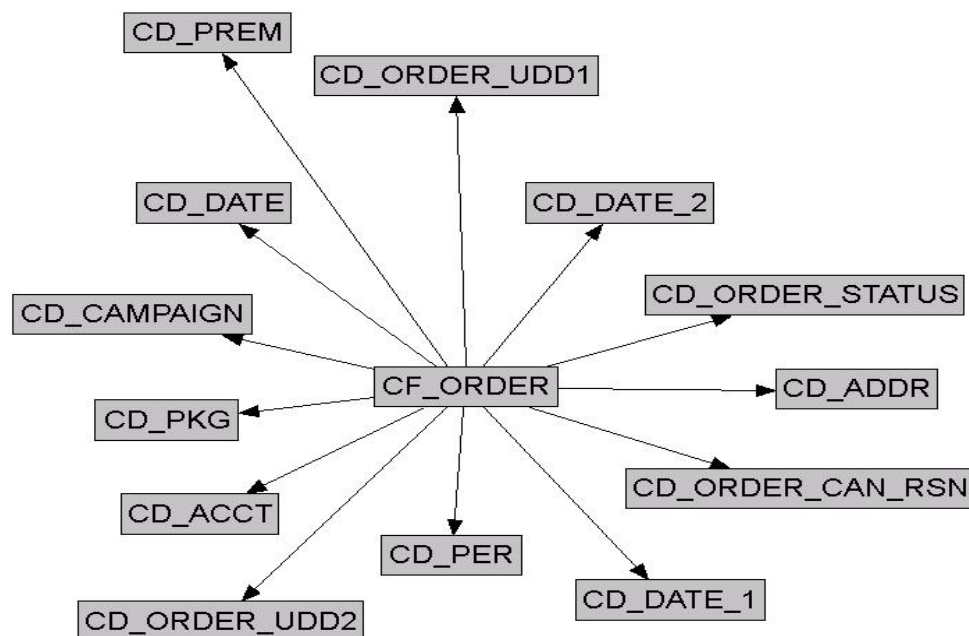 CD_PREM
CD_ORDER_UDD1
CD_DATE
CD_DATE_2
CD_ORDER_STATUS
CD_CAMPAIGN
CF_ORDER
CD_ADDR
CD_PKG
CD_ORDER_CAN_RSN
CD_ACCT
CD_PER
CD_DATE_1
CD_ORDER_UDD2